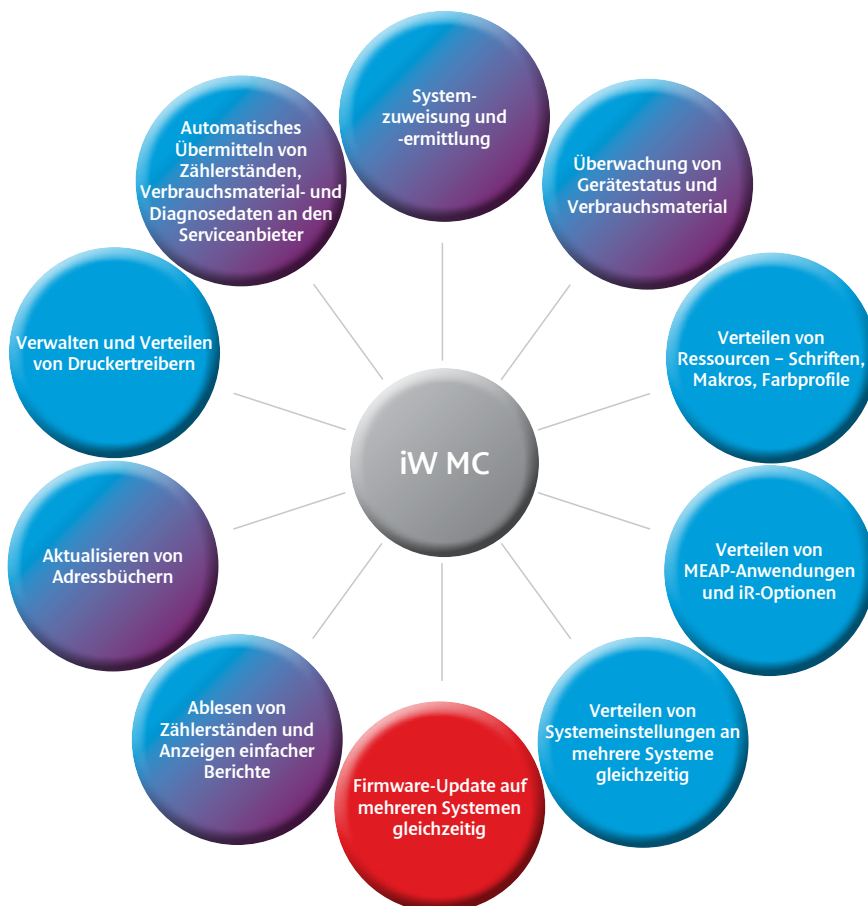 System-
zuweisung und
-ermittlung
Überwachung von
Gerätestatus und
Verbrauchsmaterial
Verteilen von
Ressourcen – Schriften,
Makros, Farbprofile
Verteilen von
MEAP-Anwendungen
und iR-Optionen
Verteilen von
Systemeinstellungen an
mehrere Systeme
gleichzeitig
Firmware-Update auf
mehreren Systemen
gleichzeitig
Ablesen von
Zählerständen und
Anzeigen einfacher
Berichte
Aktualisieren von
Adressbüchern
Verwalten und Verteilen
von Druckertreibern
Automatisches
Übermitteln von
Zählerständen,
Verbrauchsmaterial- und
Diagnosedaten an den
Serviceanbieter
iW MC